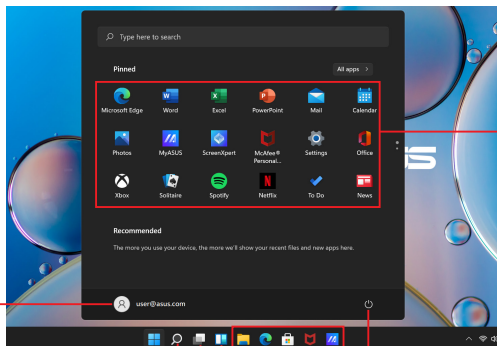 Type here to search
Pinned
All apps >
Microsoft Edge Word Excel PowerPoint Mail Calendar
Photos MyASUS ScreenXpert McAfee® Personal... Settings Office
Xbox Solitaire Spotify Netflix To Do News
Recommended
The more you use your device, the more we'll show your recent files and new apps here.
user@asus.com